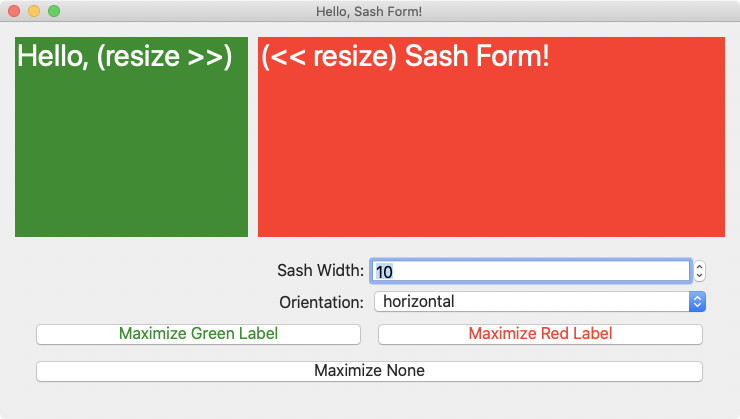 Hello, Sash Form!
Hello, (resize >>)
(<< resize) Sash Form!
Sash Width: 10
Orientation: horizontal
Maximize Green Label
Maximize Red Label
Maximize None